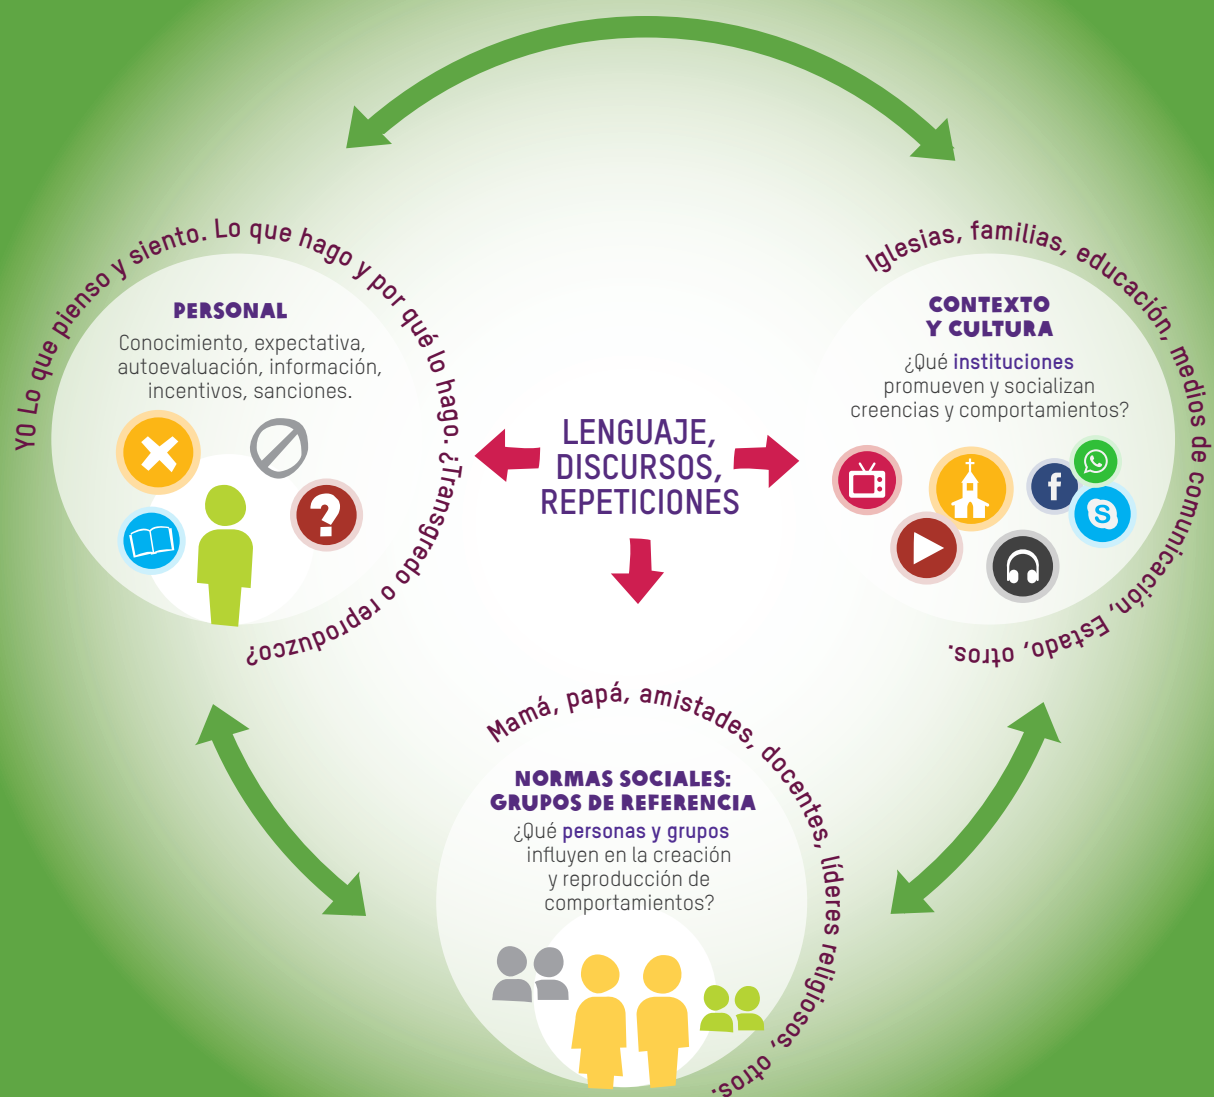 YO Lo que pienso y siento. Lo que hago y por qué lo hago. ¿Transgredo o reproduzco?
PERSONAL
Conocimiento, expectativa,
autoevaluación, información,
incentivos, sanciones.
?
LENGUAJE,
DISCURSOS,
REPETICIONES
Iglesias, familias, educación, medios de comunicación, Estado, otros.
CONTEXTO
Y CULTURA
¿Qué instituciones
promueven y socializan
creencias y comportamientos?
f
S
Mamá, papá, amistades, docentes, líderes religiosos, otros.
NORMAS SOCIALES:
GRUPOS DE REFERENCIA
¿Qué personas y grupos
influyen en la creación
y reproducción de
comportamientos?